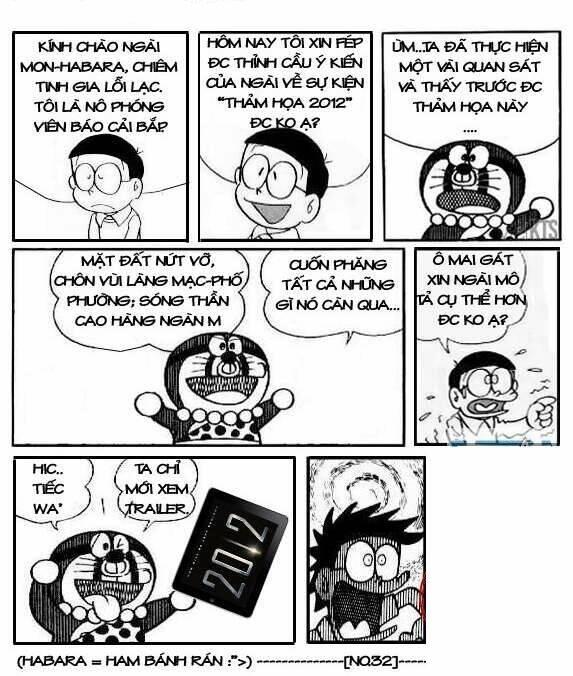 KÍNH CHÀO NGÀI
MON-HABARA, CHIÊM
TINH GIA LỖI LẠC.
TÔI LÀ NÔ PHÓNG
VIÊN BÁO CẢI BẮP.
HÔM NAY TÔI XIN FÉP
ĐC THỈNH CẦU Ý KIẾN
CỦA NGÀI VỀ SỰ KIỆN
"THẢM HỌA 2012"
ĐC KO Ạ?
ÙM..TA ĐÃ THỰC HIỆN
MỘT VÀI QUAN SÁT
VÀ THẤY TRƯỚC ĐC
THẢM HỌA NÀY
....
MẶT ĐẤT NỨT VỠ,
CHÔN VÙI LÀNG MẠC-PHỐ
PHƯỜNG; SÓNG THẦN
CAO HÀNG NGÀN M
CUỐN PHĂNG
TẤT CẢ NHỮNG
GÌ NÓ CÀN QUA...
Ô MAI GÁT
XIN NGÀI MÔ
TẢ CỤ THỂ HƠN
ĐC KO Ạ?
HIC..
TIẾC
WA'
TA CHỈ
MỚI XEM
TRAILER.
2012
(HABARA = HAM BÁNH RÁN :">) ---------------[NO.32]-----